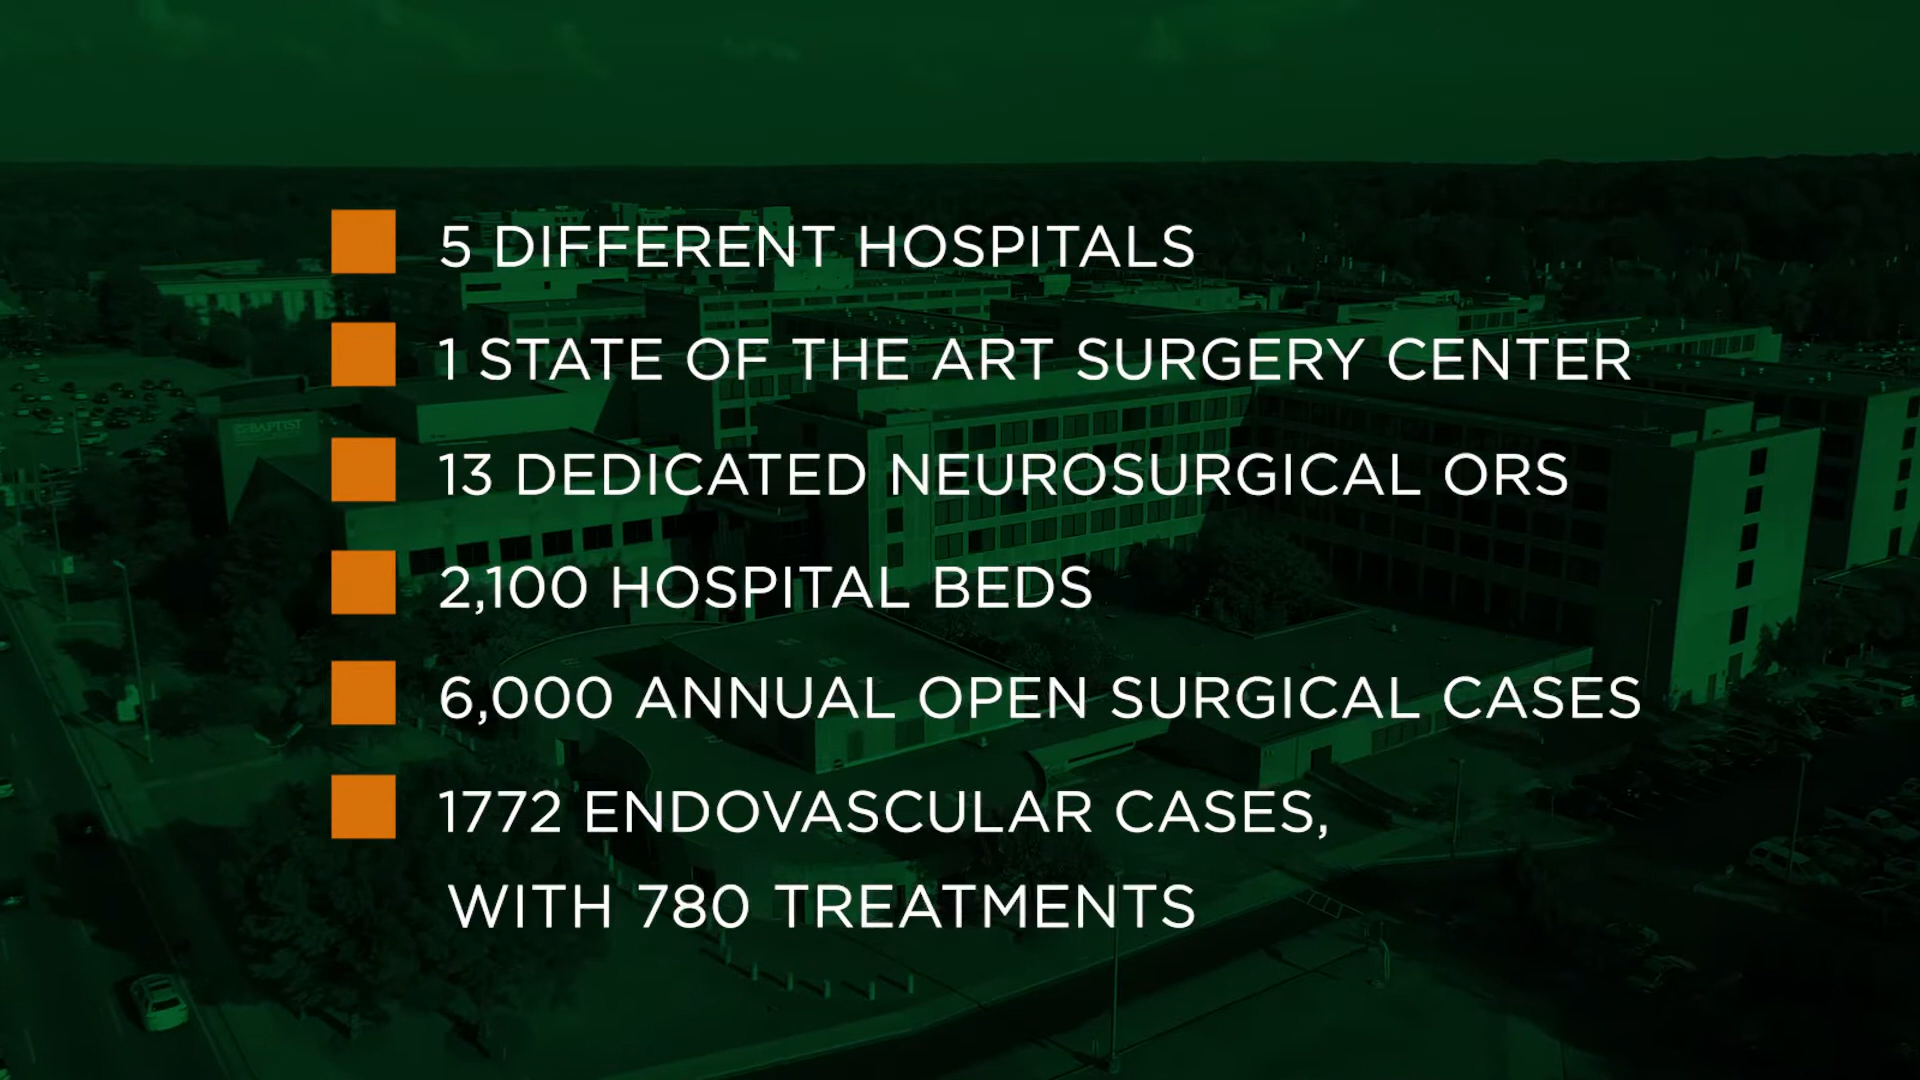 5 DIFFERENT HOSPITALS
1 STATE OF THE ART SURGERY CENTER
BAPTIST
13 DEDICATED NEUROSURGICAL ORS
2,100 HOSPITAL BEDS
6,000 ANNUAL OPEN SURGICAL CASES
1772 ENDOVASCULAR CASES,
WITH 780 TREATMENTS